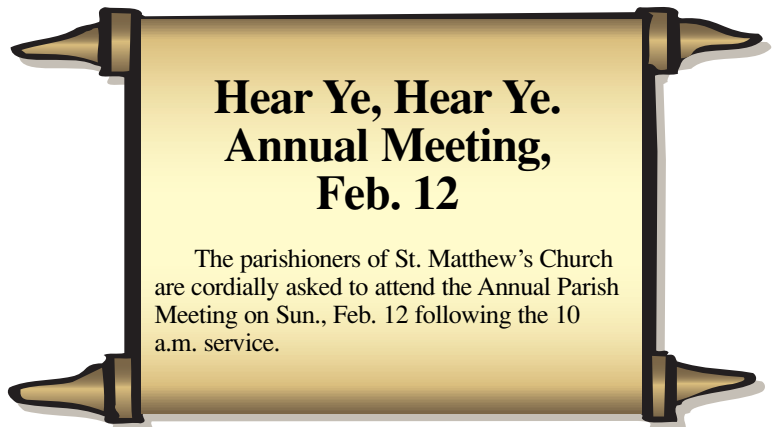 Hear Ye, Hear Ye.
Annual Meeting,
Feb. 12
The parishioners of St. Matthew’s Church
are cordially asked to attend the Annual Parish
Meeting on Sun., Feb. 12 following the 10
a.m. service.